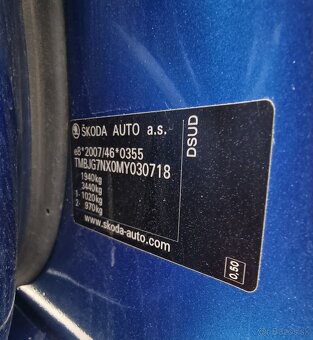 ŠKODA AUTO a.s.
e8*2007/46*0355
TMBJG7NX0MY030718
1940kg
3440kg
1- 1020kg
2- 970kg
www.skoda-auto.com
DSUD
0.50